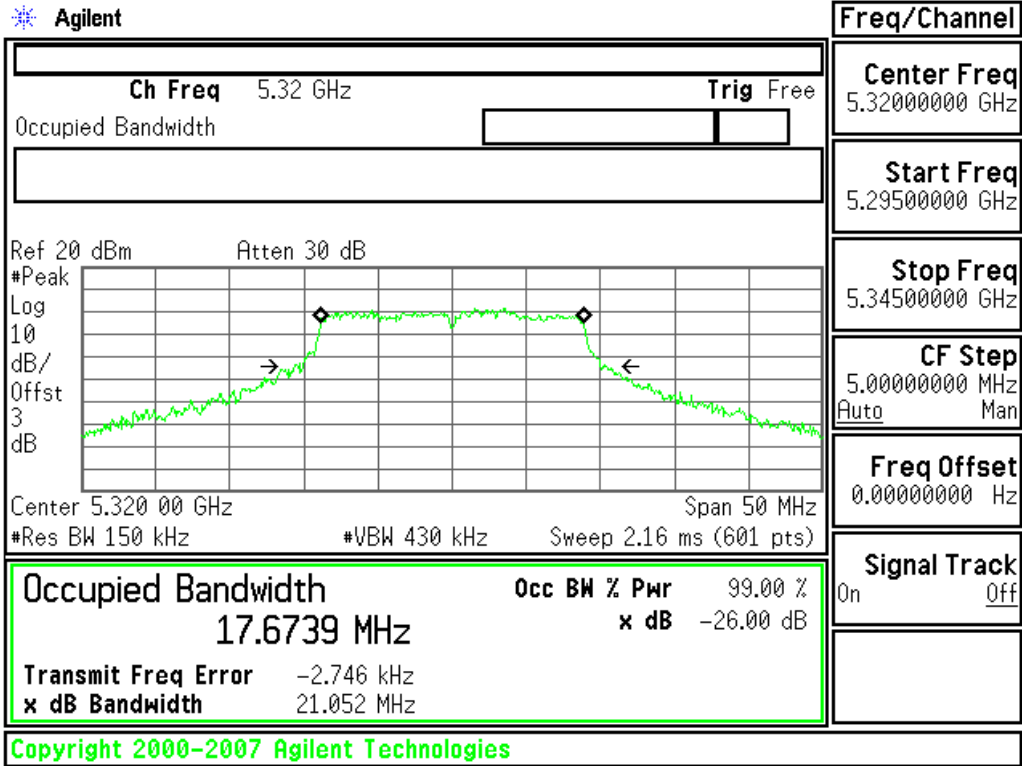 Agilent
Freq/Channel
Ch Freq 5.32 GHz Trig Free
Occupied Bandwidth
Center Freq
5.32000000 GHz
Start Freq
5.29500000 GHz
Stop Freq
5.34500000 GHz
CF Step
5.00000000 MHz
Auto Man
Freq Offset
0.00000000 Hz
Signal Track
On Off
Ref 20 dBm Atten 30 dB
#Peak
Log
10
dB/
Offst
3
dB
Center 5.320 00 GHz Span 50 MHz
#Res BW 150 kHz #VBW 430 kHz Sweep 2.16 ms (601 pts)
Occupied Bandwidth Occ BW % Pwr 99.00 %
17.6739 MHz x dB -26.00 dB
Transmit Freq Error -2.746 kHz
x dB Bandwidth 21.052 MHz
Copyright 2000-2007 Agilent Technologies